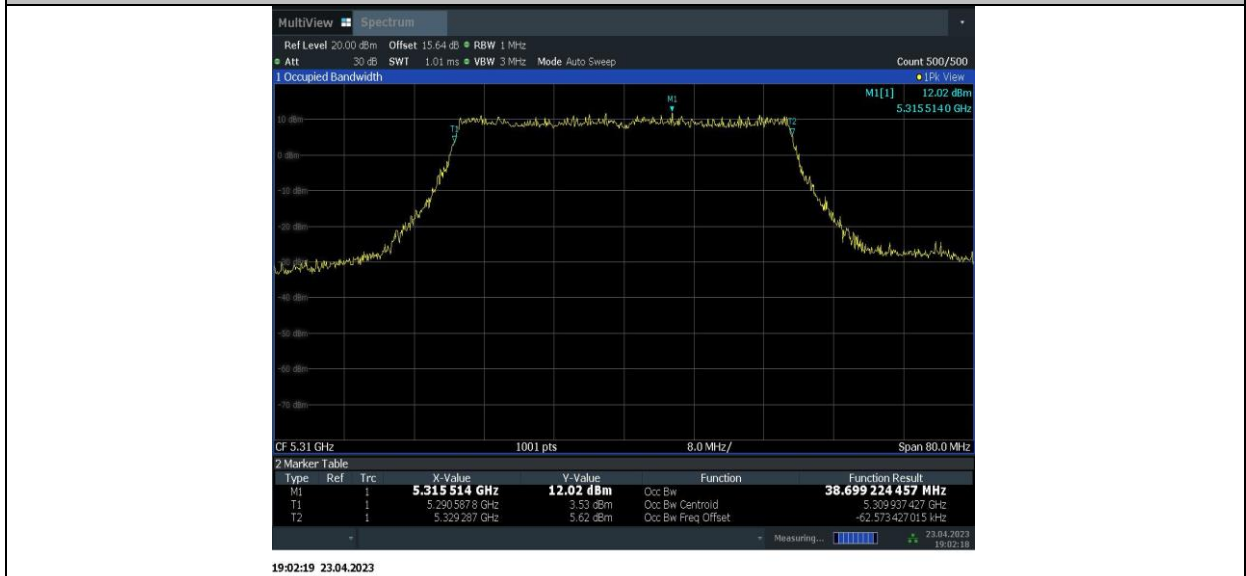 MultiView Spectrum
Ref Level 20.00 dBm Offset 15.64 dB RBW 1 MHz
Att 30 dB SWT 1.01 ms VBW 3 MHz Mode Auto Sweep Count 500/500
1 Occupied Bandwidth 1Pk View
M1[1] 12.02 dBm
5.315 514 0 GHz
M1
10 dBm
T1
T2
0 dBm
-10 dBm
-20 dBm
-30 dBm
-40 dBm
-50 dBm
-60 dBm
-70 dBm
CF 5.31 GHz 1001 pts 8.0 MHz/ Span 80.0 MHz
2 Marker Table
Type Ref Trc X-Value Y-Value Function Function Result
M1 1 5.315 514 GHz 12.02 dBm Occ Bw 38.699 224 457 MHz
T1 1 5.290 587 8 GHz 3.53 dBm Occ Bw Centroid 5.309 937 427 GHz
T2 1 5.329 287 GHz 5.62 dBm Occ Bw Freq Offset -62.573 427 015 kHz
Measuring... 23.04.2023
19:02:18
19:02:19 23.04.2023